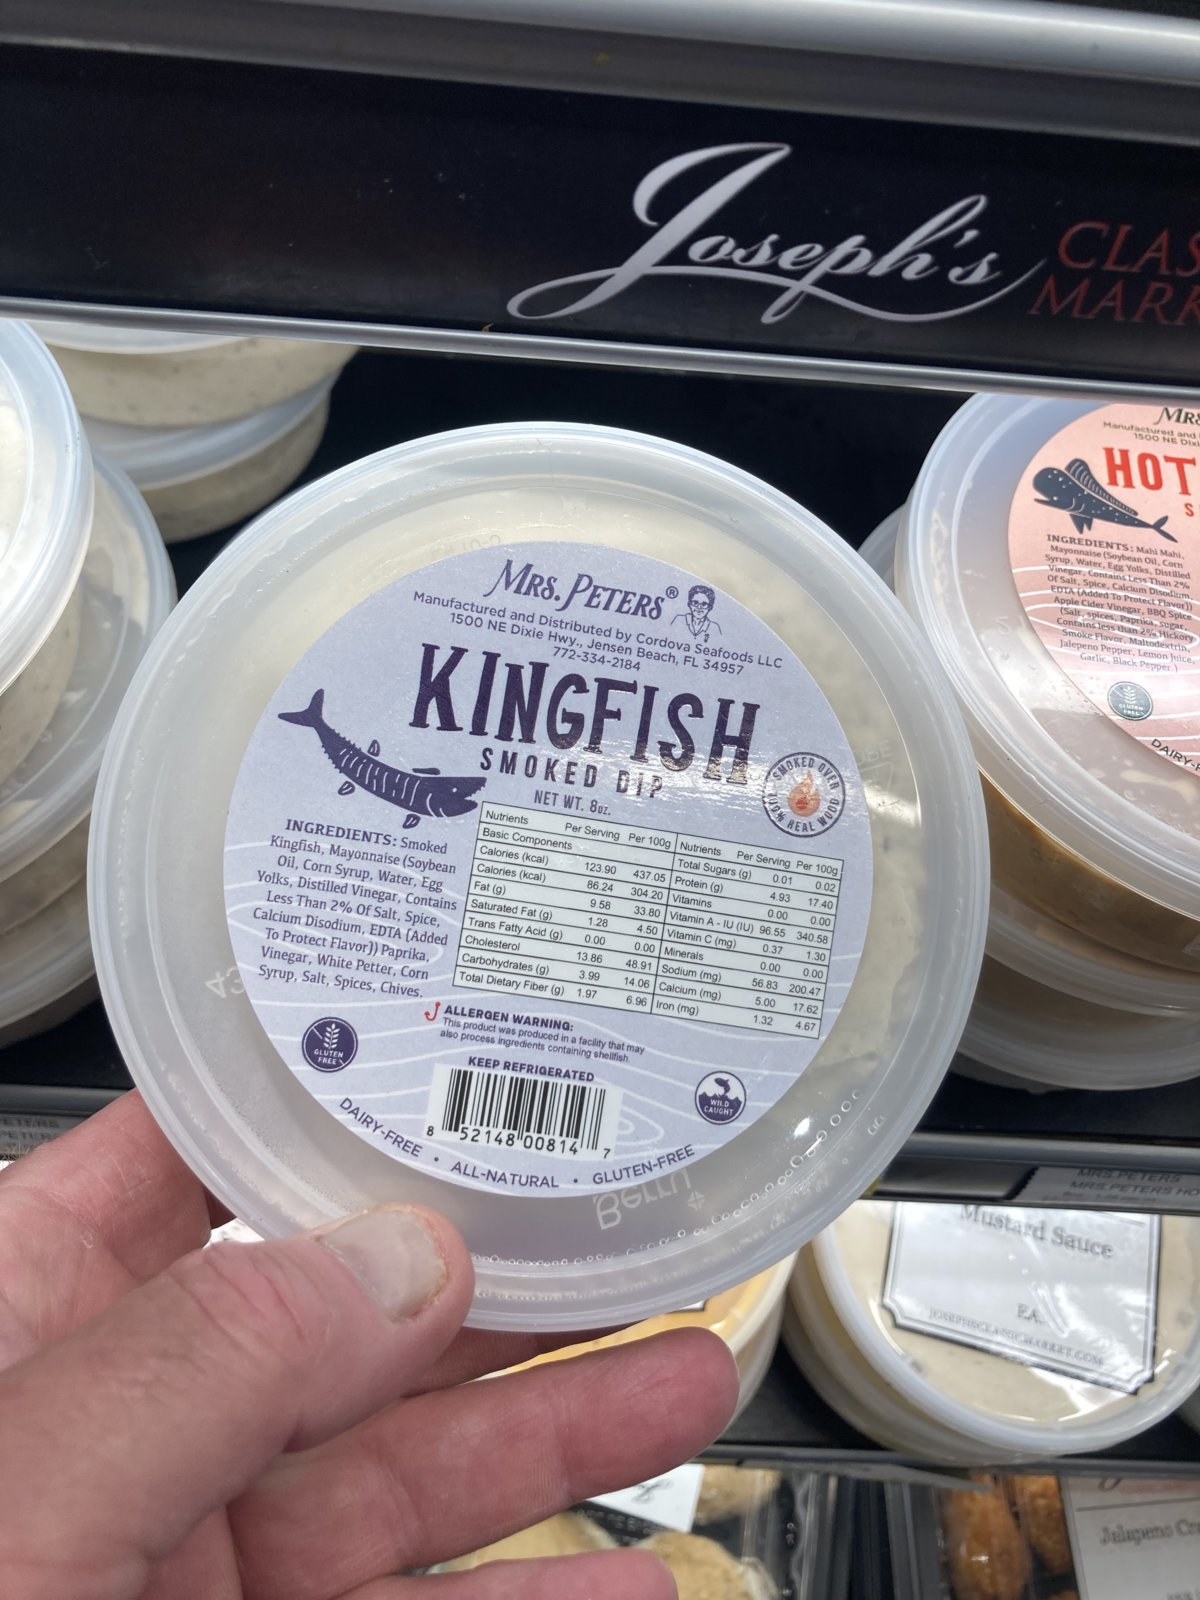 Joseph's
MRS. PETERS®
Manufactured and Distributed by Cordova Seafoods LLC
1500 NE Dixie Hwy., Jensen Beach, FL 34957
772-334-2184
KINGFISH
SMOKED DIP
NET WT. 8oz.
SMOKED OVER
100% REAL WOOD
INGREDIENTS: Smoked
Kingfish, Mayonnaise (Soybean
Oil, Corn Syrup, Water, Egg
Yolks, Distilled Vinegar, Contains
Less Than 2% Of Salt, Spice,
Calcium Disodium, EDTA (Added
To Protect Flavor)) Paprika,
Vinegar, White Petter, Corn
Syrup, Salt, Spices, Chives.
Nutrients Per Serving Per 100g
Basic Components
Calories (kcal) 123.90 437.05
Calories (kcal) 86.24 304.20
Fat (g) 9.58 33.80
Saturated Fat (g) 1.28 4.50
Trans Fatty Acid (g) 0.00 0.00
Cholesterol 13.86 48.91
Carbohydrates (g) 3.99 14.06
Total Dietary Fiber (g) 1.97 6.96
Nutrients Per Serving Per 100g
Total Sugars (g) 0.01 0.02
Protein (g) 4.93 17.40
Vitamins 0.00 0.00
Vitamin A - IU (IU) 96.55 340.58
Vitamin C (mg) 0.37 1.30
Minerals 0.00 0.00
Sodium (mg) 56.83 200.47
Calcium (mg) 5.00 17.62
Iron (mg) 1.32 4.67
ALLERGEN WARNING:
This product was produced in a facility that may
also process ingredients containing shellfish.
KEEP REFRIGERATED
8 52148 00814 7
GLUTEN
FREE
WILD
CAUGHT
DAIRY-FREE • ALL-NATURAL • GLUTEN-FREE
Berry
Manufactured and
HOT
INGREDIENTS: Mahi Mahi,
Mayonnaise (Soybean Oil, Corn
Syrup, Water, Egg Yolks, Distilled
Vinegar, Contains Less Than 2%
Of Salt, Spice, Calcium Disodium,
EDTA (Added To Protect Flavor))
Apple Cider Vinegar, BBQ Spice
(Salt, spices, Paprika, sugar,
Contains less than 2% Hickory
Smoke Flavor, Maltodextrin,
Jalepeno Pepper, Lemon Juice,
Garlic, Black Pepper.)
GLUTEN
FREE
MRS.PETERS
MRS.PETERS
Mustard Sauce
EA.
JOSEPHSCLASSICMARKET.COM
Jalapeno